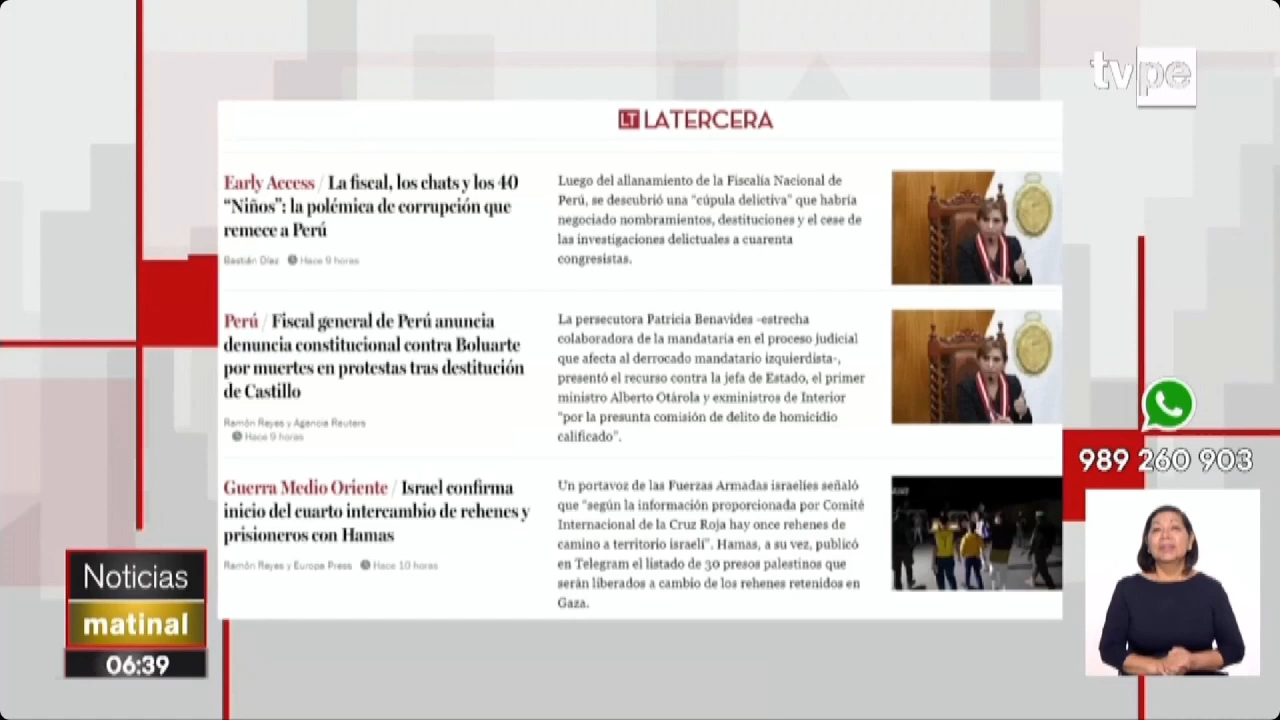 tvpe
LT LATERCERA
Early Access / La fiscal, los chats y los 40
“Niños”: la polémica de corrupción que
remece a Perú
Bastián Díaz Hace 9 horas
Luego del allanamiento de la Fiscalía Nacional de
Perú, se descubrió una "cúpula delictiva" que habría
negociado nombramientos, destituciones y el cese de
las investigaciones delictuales a cuarenta
congresistas.
Perú / Fiscal general de Perú anuncia
denuncia constitucional contra Boluarte
por muertes en protestas tras destitución
de Castillo
Ramón Reyes y Agencia Reuters
Hace 9 horas
La persecutora Patricia Benavides -estrecha
colaboradora de la mandataria en el proceso judicial
que afecta al derrocado mandatario izquierdista-,
presentó el recurso contra la jefa de Estado, el primer
ministro Alberto Otárola y exministros de Interior
"por la presunta comisión de delito de homicidio
calificado".
Guerra Medio Oriente / Israel confirma
inicio del cuarto intercambio de rehenes y
prisioneros con Hamas
Ramón Reyes y Europa Press Hace 10 horas
Un portavoz de las Fuerzas Armadas israelíes señaló
que "según la información proporcionada por Comité
Internacional de la Cruz Roja hay once rehenes de
camino a territorio israelí". Hamas, a su vez, publicó
en Telegram el listado de 30 presos palestinos que
serán liberados a cambio de los rehenes retenidos en
Gaza.
989 260 903
Noticias
matinal
06:39